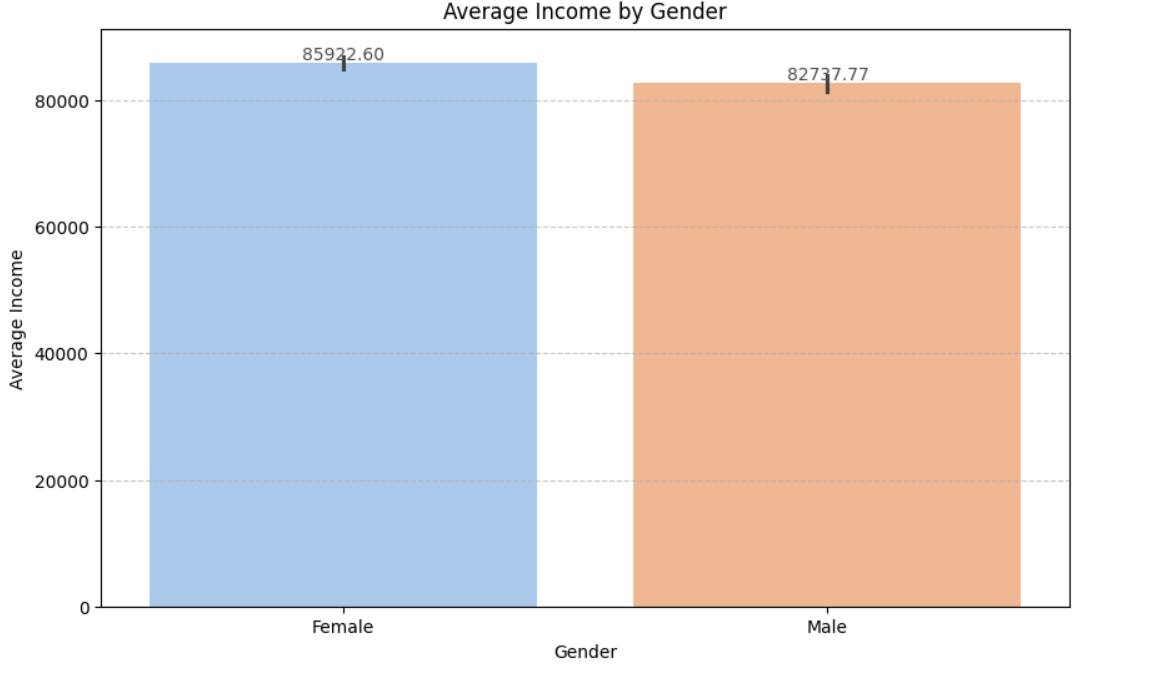 Average Income by Gender
85922.60
82737.77
80000
60000
40000
20000
0
Average Income
Female Male
Gender